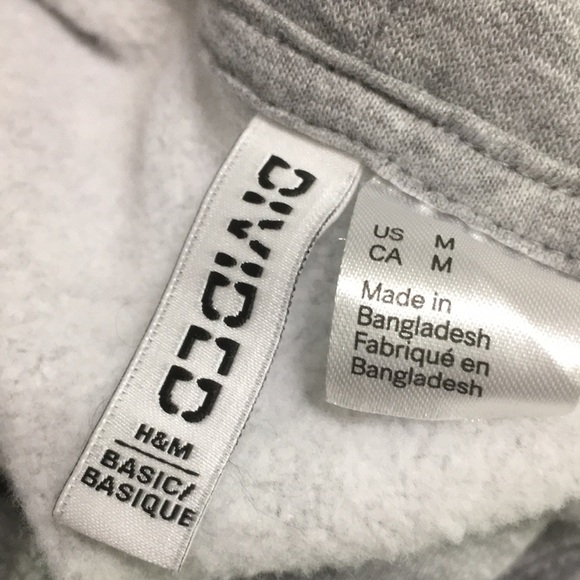 DIVIDED
H&M
BASIC/
BASIQUE
US M
CA M
Made in
Bangladesh
Fabriqué en
Bangladesh